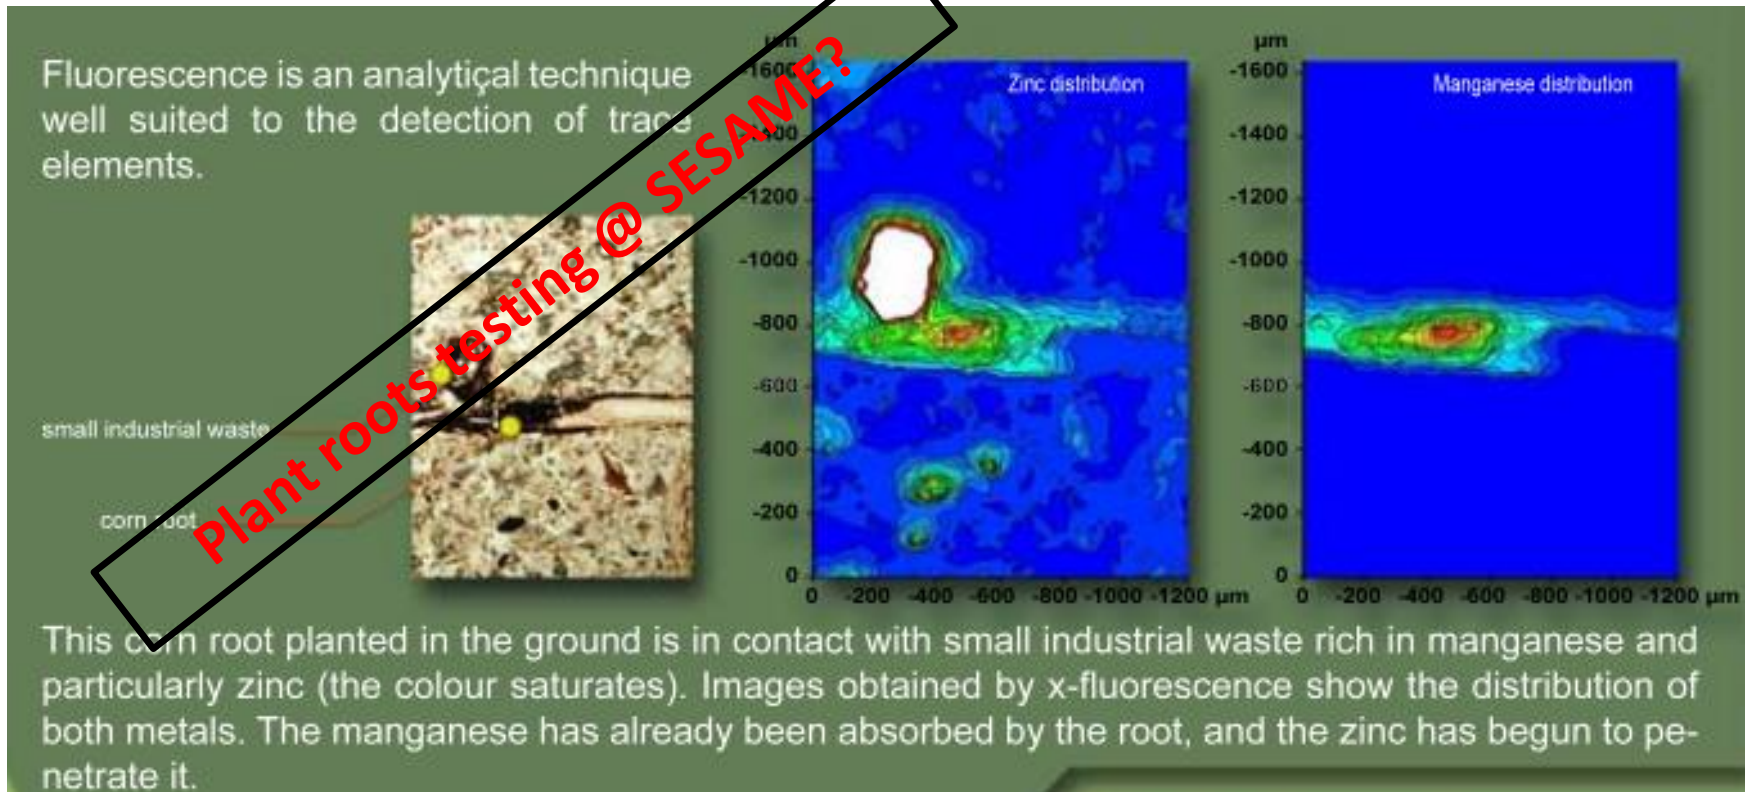 Fluorescence is an analytical technique
well suited to the detection of trace
elements.
small industrial waste
corn root
Plant roots testing @ SESAME?
µm
-1600
-1400
-1200
-1000
-800
-600
-400
-200
0
0 -200 -400 -600 -800 -1000 -1200 µm
Zinc distribution
µm
-1600
-1400
-1200
-1000
-800
-600
-400
-200
0
0 -200 -400 -600 -800 -1000 -1200 µm
Manganese distribution
This corn root planted in the ground is in contact with small industrial waste rich in manganese and
particularly zinc (the colour saturates). Images obtained by x-fluorescence show the distribution of
both metals. The manganese has already been absorbed by the root, and the zinc has begun to pe-
netrate it.